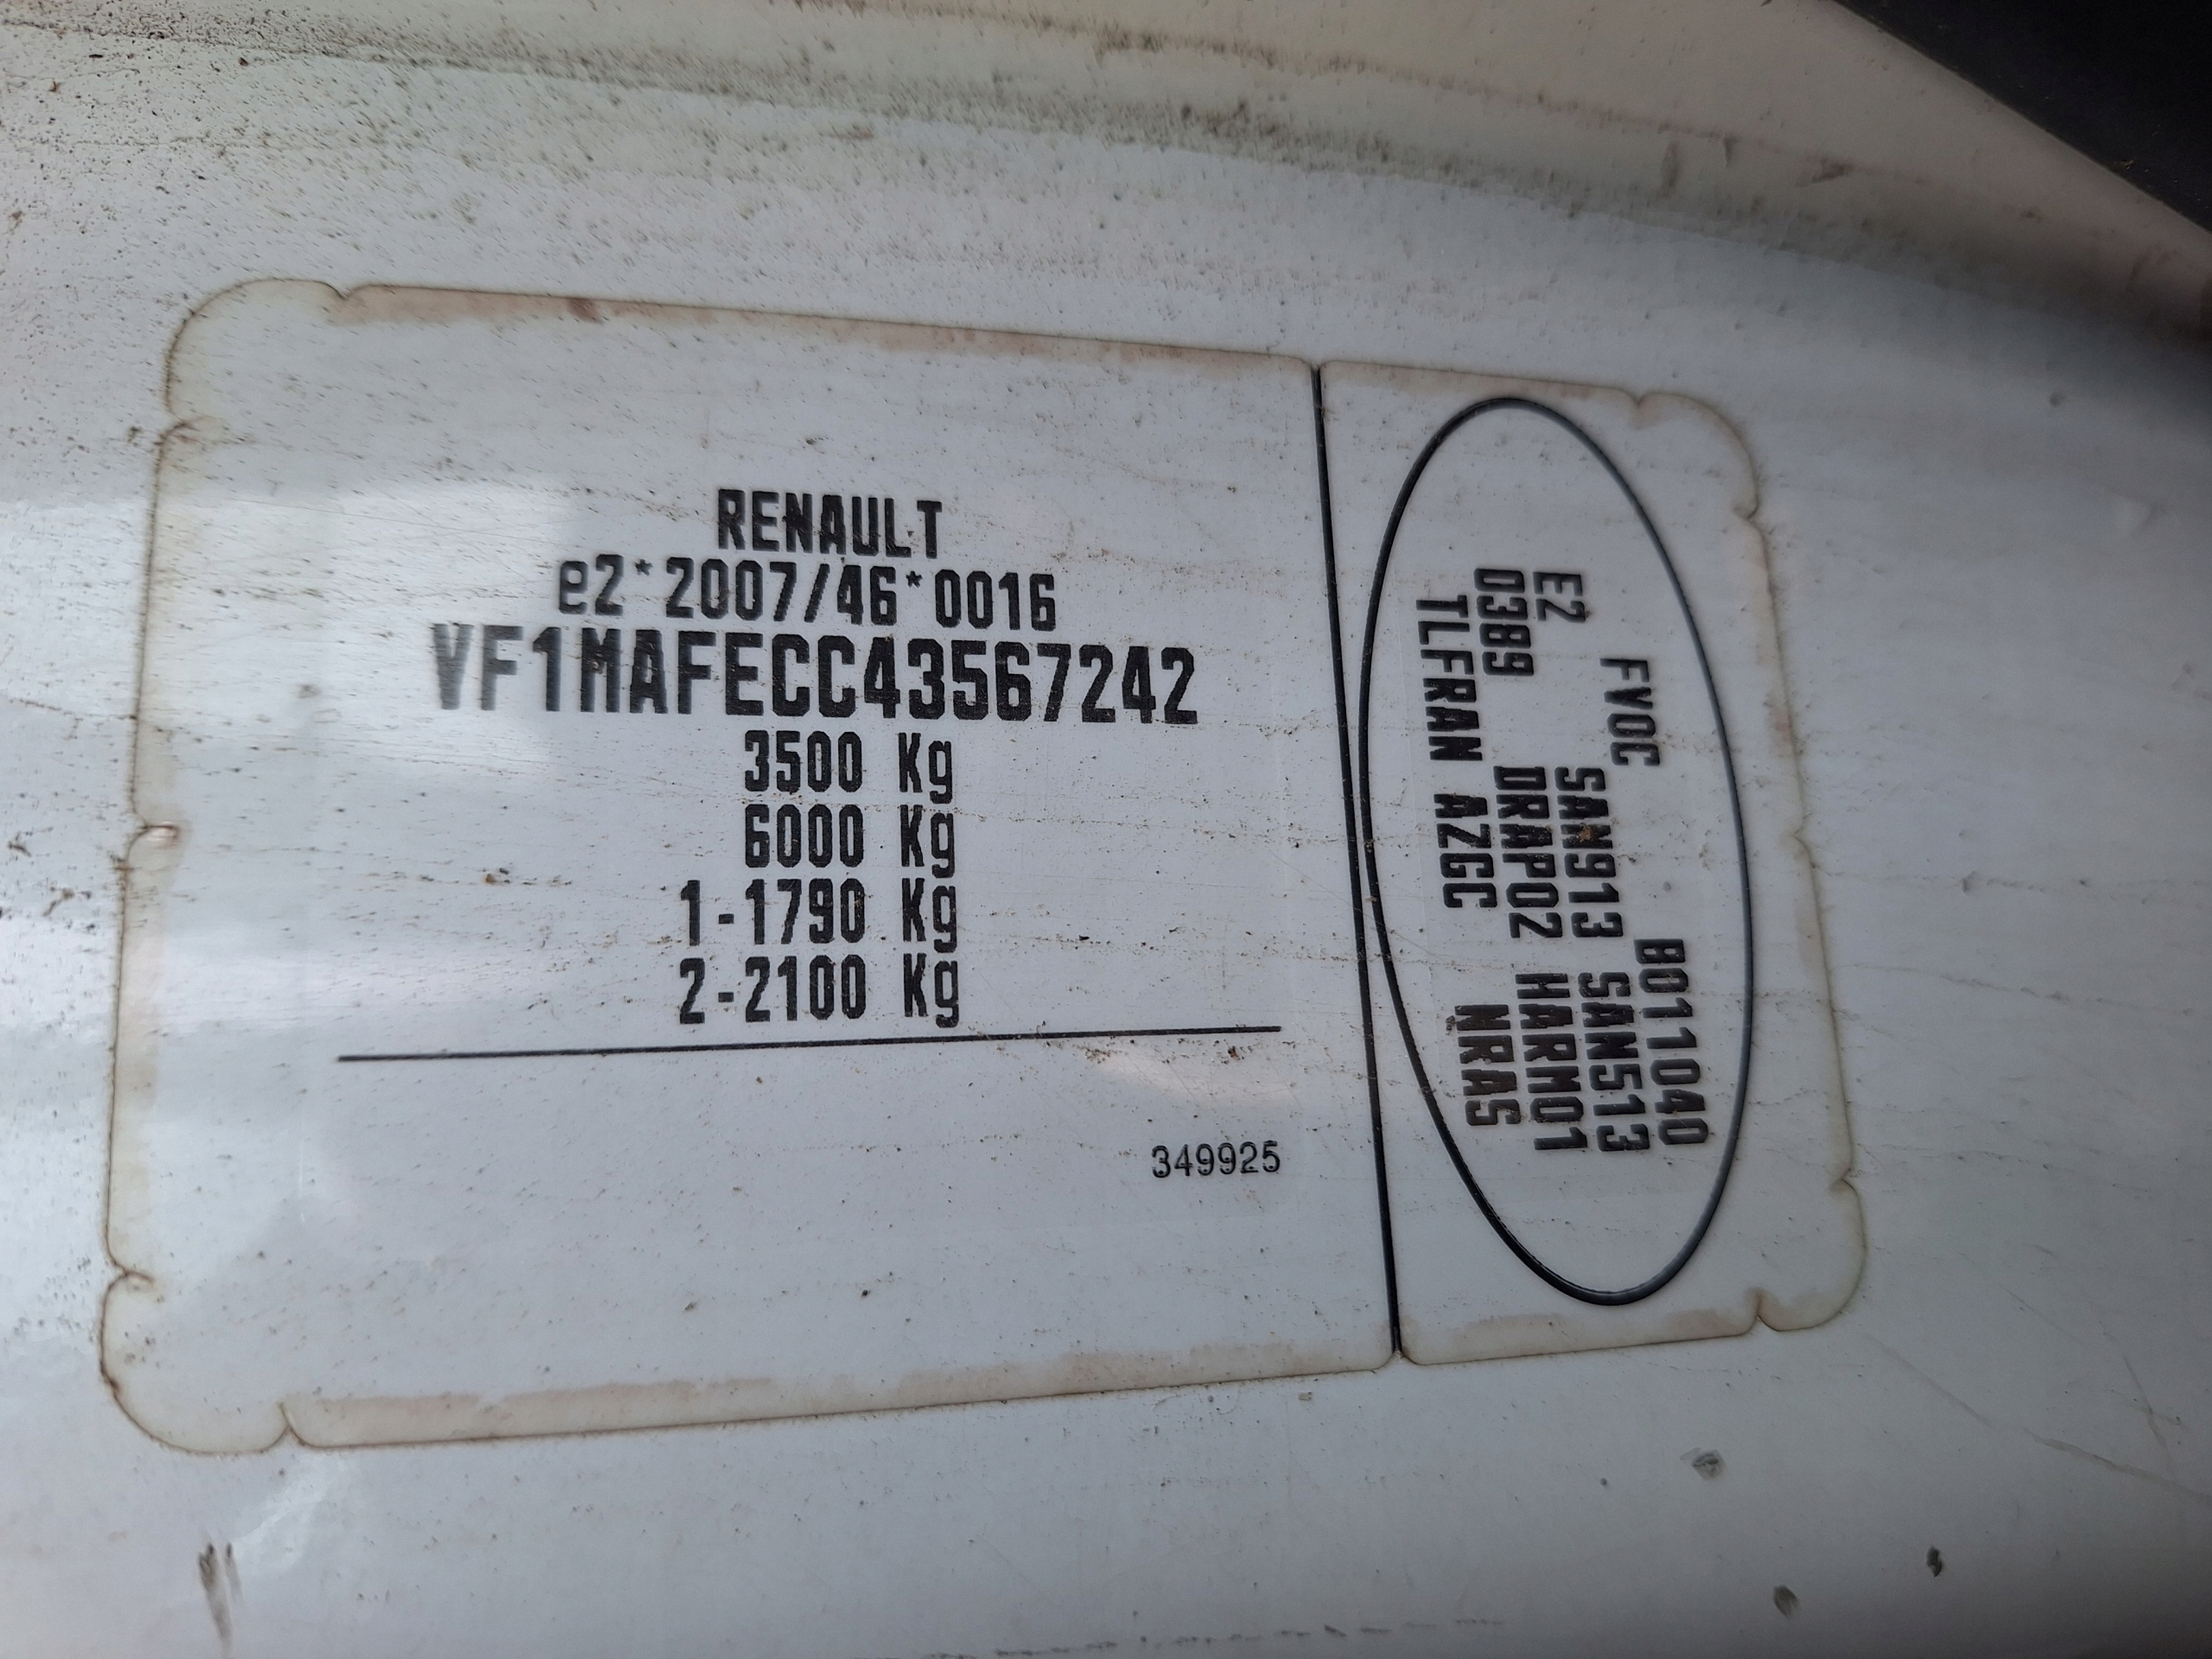 RENAULT
e2*2007/46*0016
VF1MAFECC43567242
3500 Kg
6000 Kg
1-1790 Kg
2-2100 Kg
349925
FVOC B011040
E2 SAN913 SAN513
0389 DRAP02 HARM01
TLFRAN AZGC NRAS